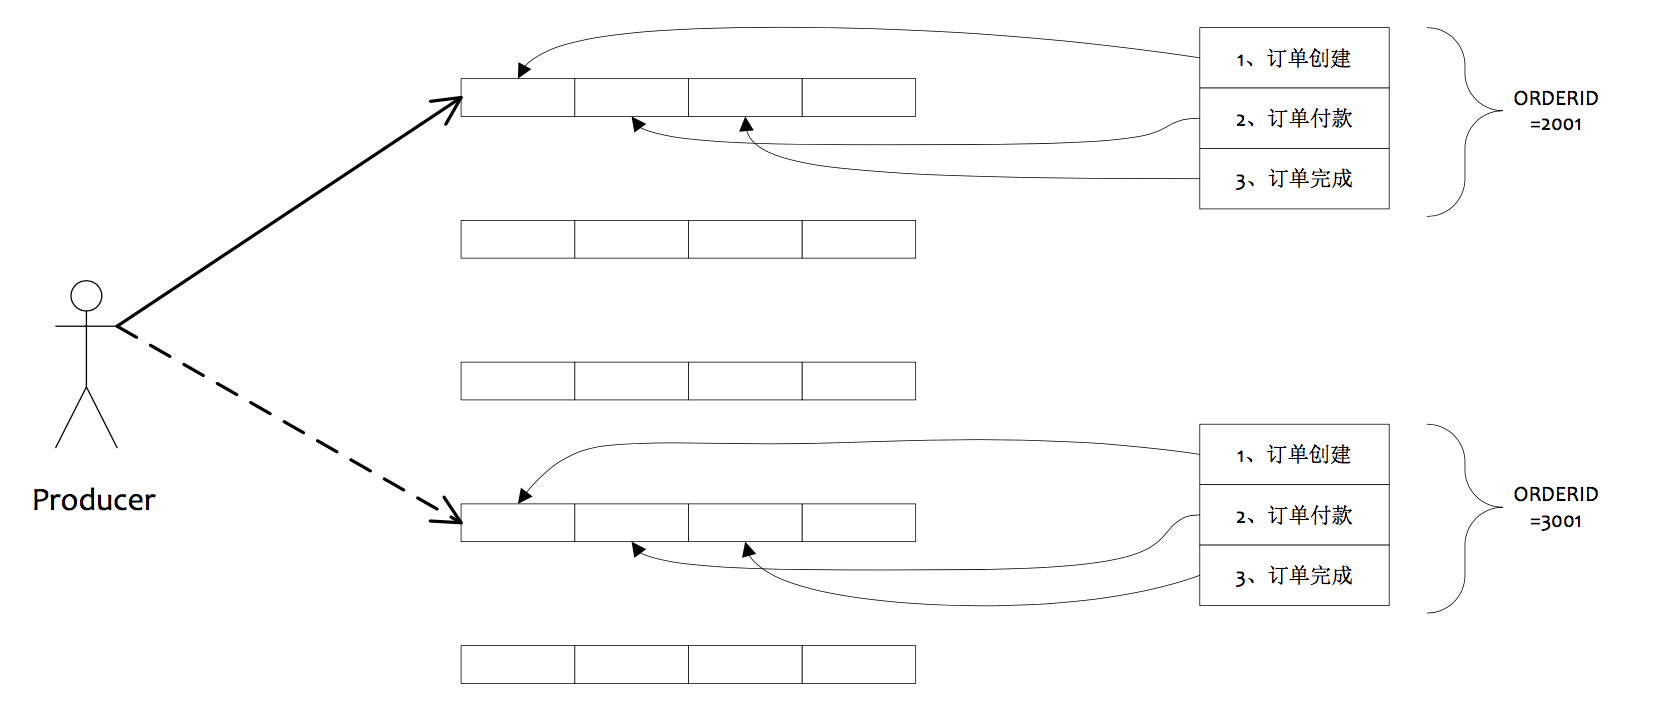 1、订单创建
2、订单付款
3、订单完成
ORDERID
=2001
Producer
1、订单创建
2、订单付款
3、订单完成
ORDERID
=3001